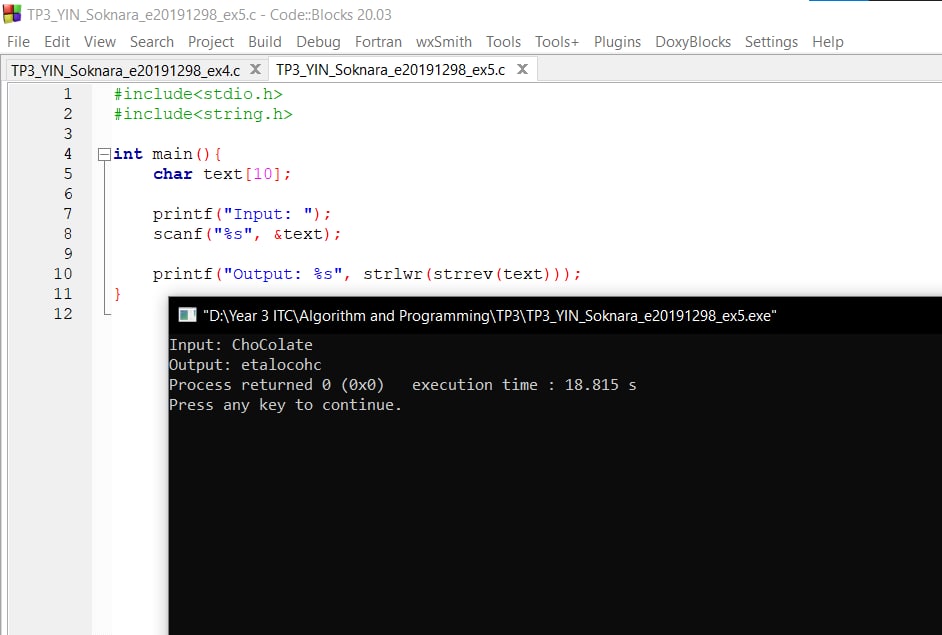 TP3_YIN_Soknara_e20191298_ex5.c - Code::Blocks 20.03
File Edit View Search Project Build Debug Fortran wxSmith Tools Tools+ Plugins DoxyBlocks Settings Help
TP3_YIN_Soknara_e20191298_ex4.c X TP3_YIN_Soknara_e20191298_ex5.c X
1 #include<stdio.h>
2 #include<string.h>
3
4 int main(){
5 char text[10];
6
7 printf("Input: ");
8 scanf("%s", &text);
9
10 printf("Output: %s", strlwr(strrev(text)));
11 }
12
"D:\Year 3 ITC\Algorithm and Programming\TP3\TP3_YIN_Soknara_e20191298_ex5.exe"
Input: ChoColate
Output: etalocohc
Process returned 0 (0x0)   execution time : 18.815 s
Press any key to continue.